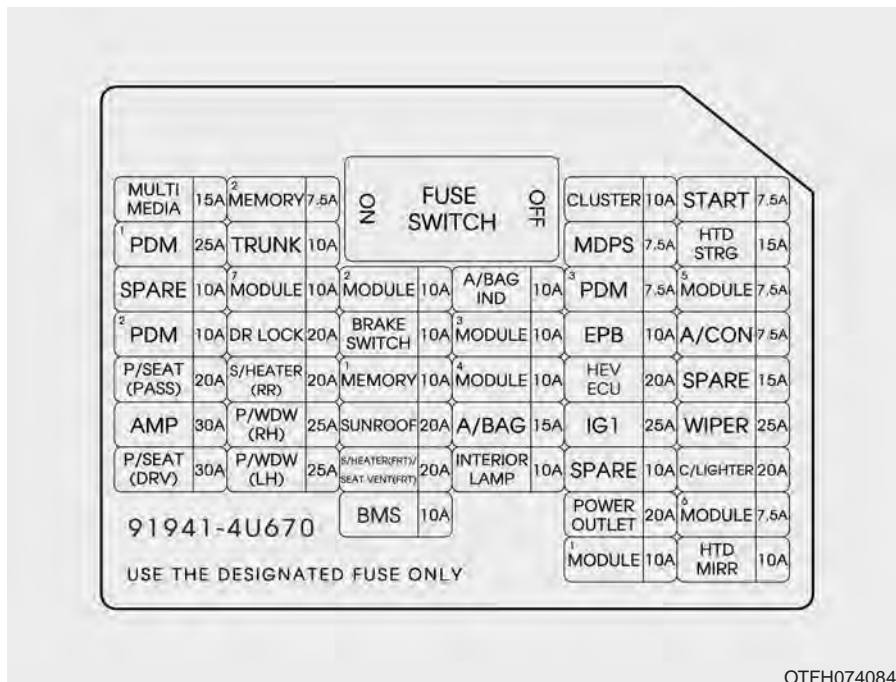 MULTI MEDIA 15A 2 MEMORY 7.5A ON FUSE SWITCH OFF CLUSTER 10A START 7.5A
1 PDM 25A TRUNK 10A MDPS 7.5A HTD STRG 15A
SPARE 10A 7 MODULE 10A 2 MODULE 10A A/BAG IND 10A 3 PDM 7.5A 5 MODULE 7.5A
2 PDM 10A DR LOCK 20A BRAKE SWITCH 10A 3 MODULE 10A EPB 10A A/CON 7.5A
P/SEAT (PASS) 20A S/HEATER (RR) 20A 1 MEMORY 10A 4 MODULE 10A HEV ECU 20A SPARE 15A
AMP 30A P/WDW (RH) 25A SUNROOF 20A A/BAG 15A IG1 25A WIPER 25A
P/SEAT (DRV) 30A P/WDW (LH) 25A S/HEATER(FRT)/ SEAT VENT(FRT) 20A INTERIOR LAMP 10A SPARE 10A C/LIGHTER 20A
91941-4U670 BMS 10A POWER OUTLET 20A 6 MODULE 7.5A
1 MODULE 10A HTD MIRR 10A
USE THE DESIGNATED FUSE ONLY
OTFH074084